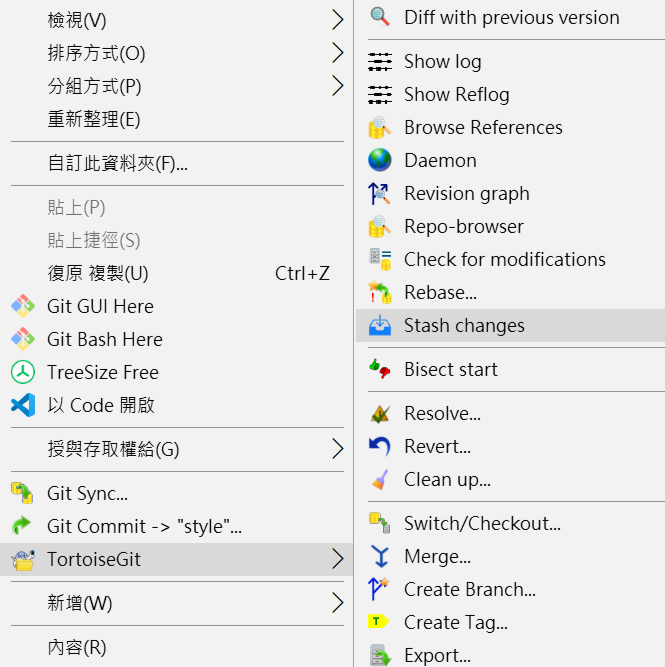 檢視(V)
排序方式(O)
分組方式(P)
重新整理(E)
自訂此資料夾(F)...
貼上(P)
貼上捷徑(S)
復原 複製(U) Ctrl+Z
Git GUI Here
Git Bash Here
TreeSize Free
以 Code 開啟
授與存取權給(G)
Git Sync...
Git Commit -> "style"...
TortoiseGit
新增(W)
內容(R)
Diff with previous version
Show log
Show Reflog
Browse References
Daemon
Revision graph
Repo-browser
Check for modifications
Rebase...
Stash changes
Bisect start
Resolve...
Revert...
Clean up...
Switch/Checkout...
Merge...
Create Branch...
Create Tag...
Export...